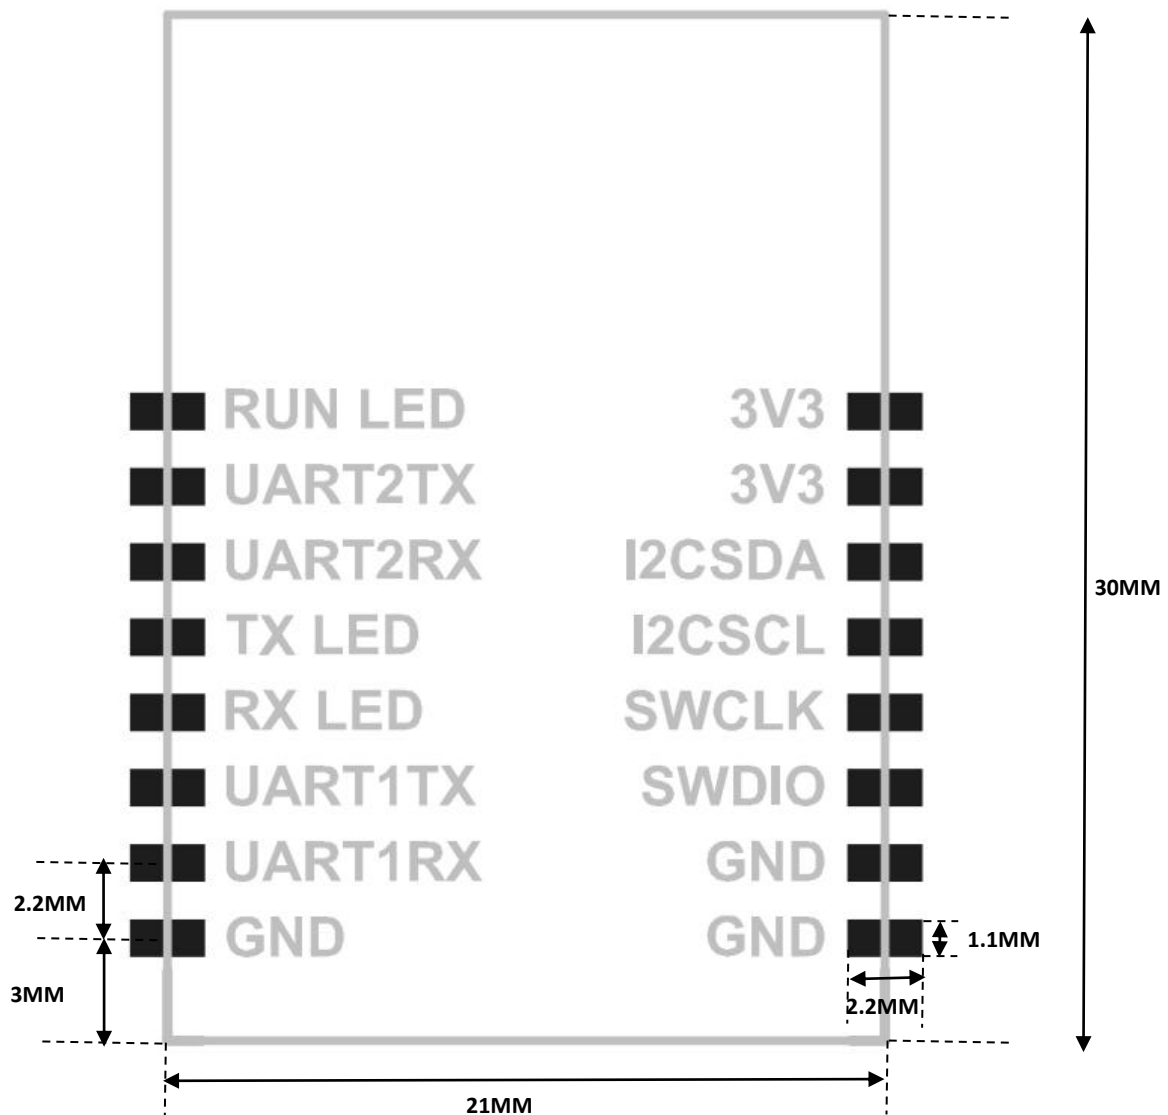 RUN LED 3V3
UART2TX 3V3
UART2RX I2CSDA
TX LED I2CSCL
30MM
RX LED SWCLK
UART1TX SWDIO
UART1RX GND
2.2MM
GND GND
1.1MM
3MM
2.2MM
21MM